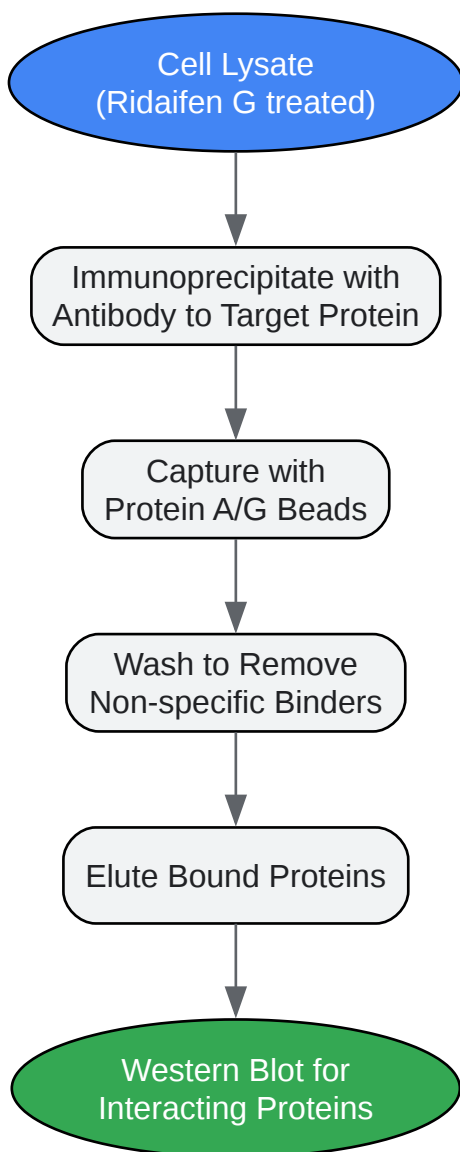 Cell Lysate
(Ridaifen G treated)
Immunoprecipitate with
Antibody to Target Protein
Capture with
Protein A/G Beads
Wash to Remove
Non-specific Binders
Elute Bound Proteins
Western Blot for
Interacting Proteins